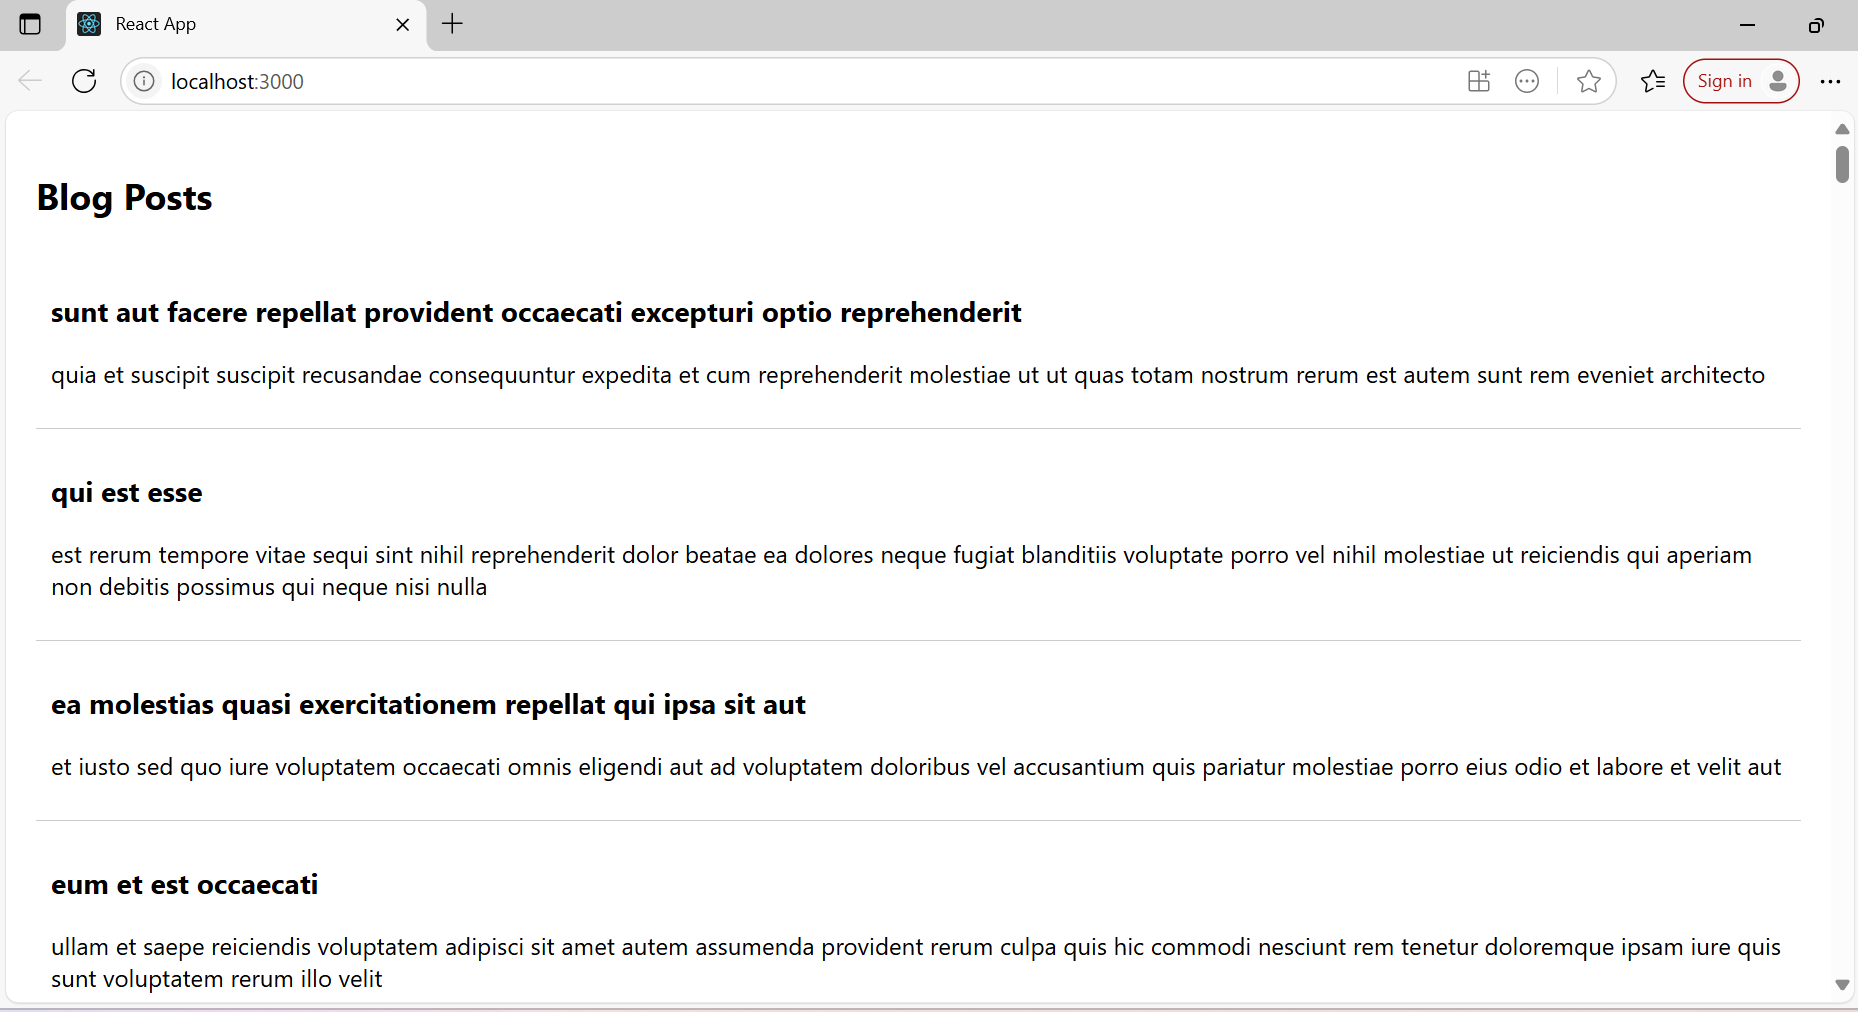 React App
localhost:3000
Sign in
Blog Posts
sunt aut facere repellat provident occaecati excepturi optio reprehenderit
quia et suscipit suscipit recusandae consequuntur expedita et cum reprehenderit molestiae ut ut quas totam nostrum rerum est autem sunt rem eveniet architecto
qui est esse
est rerum tempore vitae sequi sint nihil reprehenderit dolor beatae ea dolores neque fugiat blanditiis voluptate porro vel nihil molestiae ut reiciendis qui aperiam
non debitis possimus qui neque nisi nulla
ea molestias quasi exercitationem repellat qui ipsa sit aut
et iusto sed quo iure voluptatem occaecati omnis eligendi aut ad voluptatem doloribus vel accusantium quis pariatur molestiae porro eius odio et labore et velit aut
eum et est occaecati
ullam et saepe reiciendis voluptatem adipisci sit amet autem assumenda provident rerum culpa quis hic commodi nesciunt rem tenetur doloremque ipsam iure quis
sunt voluptatem rerum illo velit